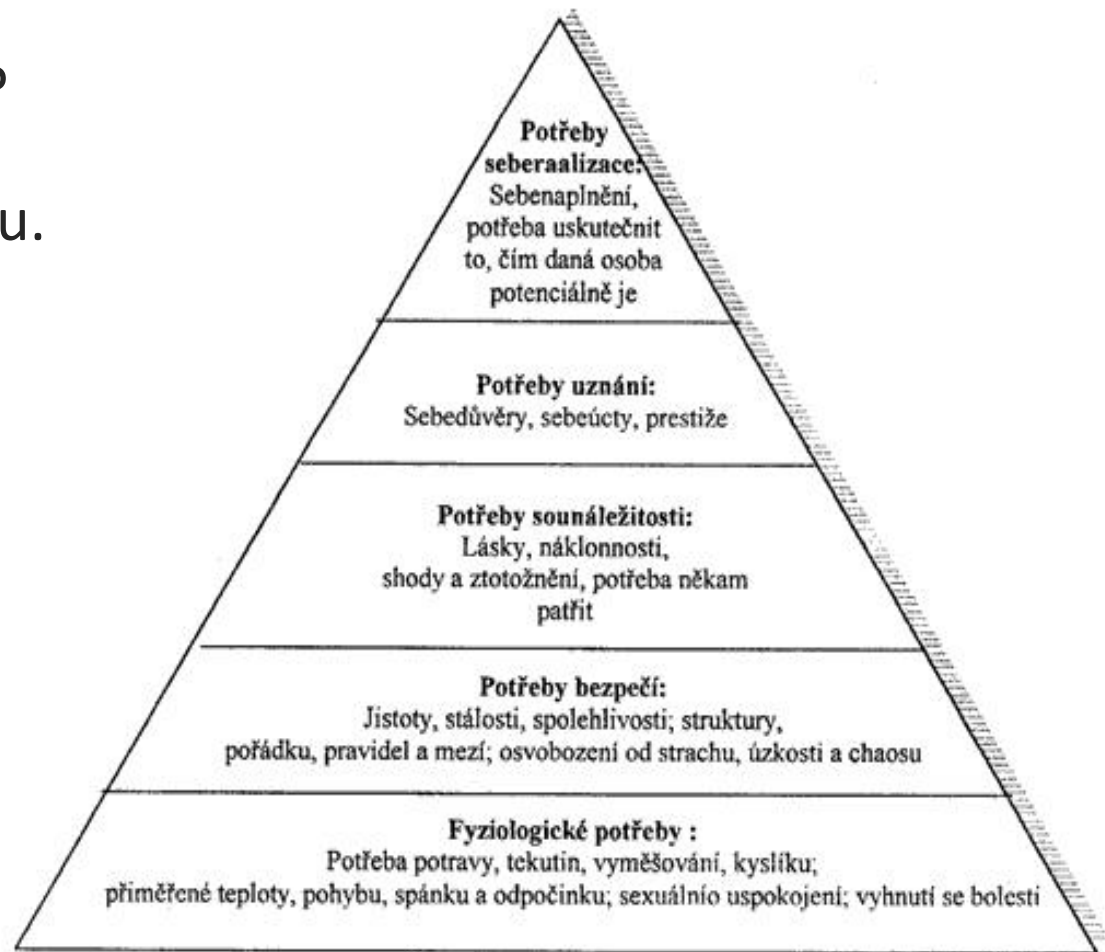 u.
Potřeby
seberaalizace:
Sebenaplnění,
potřeba uskutečnit
to, čím daná osoba
potenciálně je
Potřeby uznání:
Sebedůvěry, sebeúcty, prestiže
Potřeby sounáležitosti:
Lásky, náklonnosti,
shody a ztotožnění, potřeba někam
patřit
Potřeby bezpečí:
Jistoty, stálosti, spolehlivosti; struktury,
pořádku, pravidel a mezí; osvobození od strachu, úzkosti a chaosu
Fyziologické potřeby :
Potřeba potravy, tekutin, vyměšování, kyslíku;
přiměřené teploty, pohybu, spánku a odpočinku; sexuálnío uspokojení; vyhnutí se bolesti